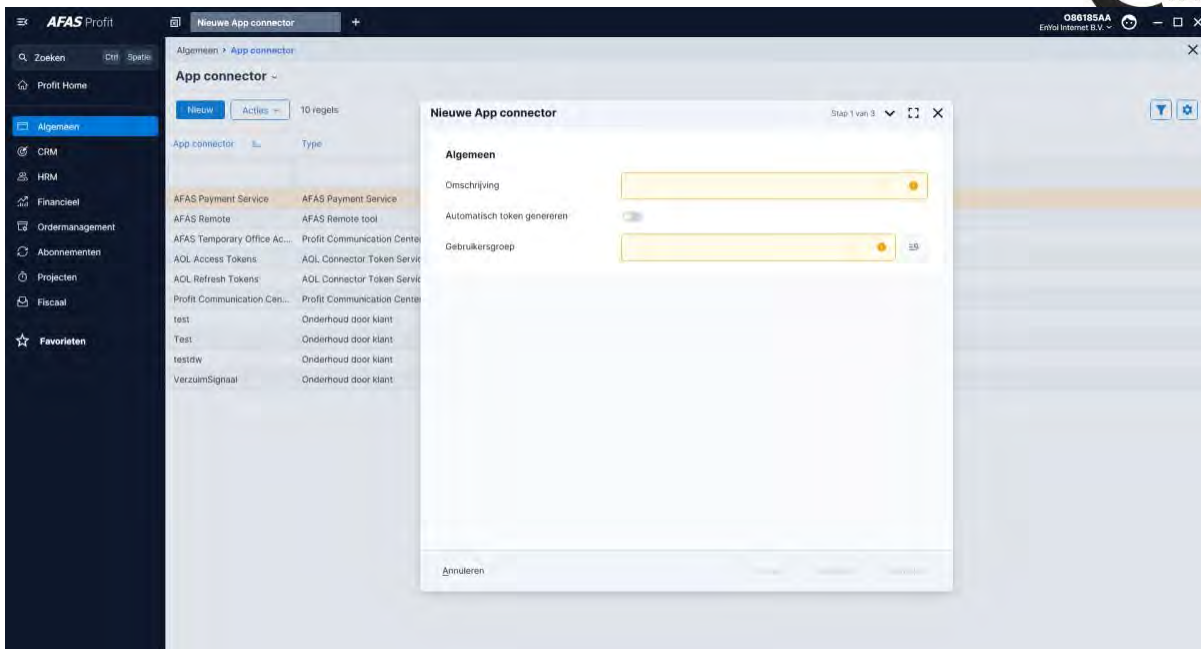 AFAS Profit
Nieuwe App connector
+
O86185AA
EnYoi Internet B.V.
Zoeken Ctrl Spatie
Profit Home
Algemeen
CRM
HRM
Financieel
Ordermanagement
Abonnementen
Projecten
Fiscaal
Favorieten
Algemeen > App connector
App connector
Nieuw Acties 10 regels
App connector Type
AFAS Payment Service AFAS Payment Service
AFAS Remote AFAS Remote tool
AFAS Temporary Office Ac... Profit Communication Center
AOL Access Tokens AOL Connector Token Servic
AOL Refresh Tokens AOL Connector Token Servic
Profit Communication Cen... Profit Communication Center
test Onderhoud door klant
Test Onderhoud door klant
testdw Onderhoud door klant
VerzuimSignaal Onderhoud door klant
Nieuwe App connector Stap 1 van 3
Algemeen
Omschrijving
Automatisch token genereren
Gebruikersgroep
Annuleren